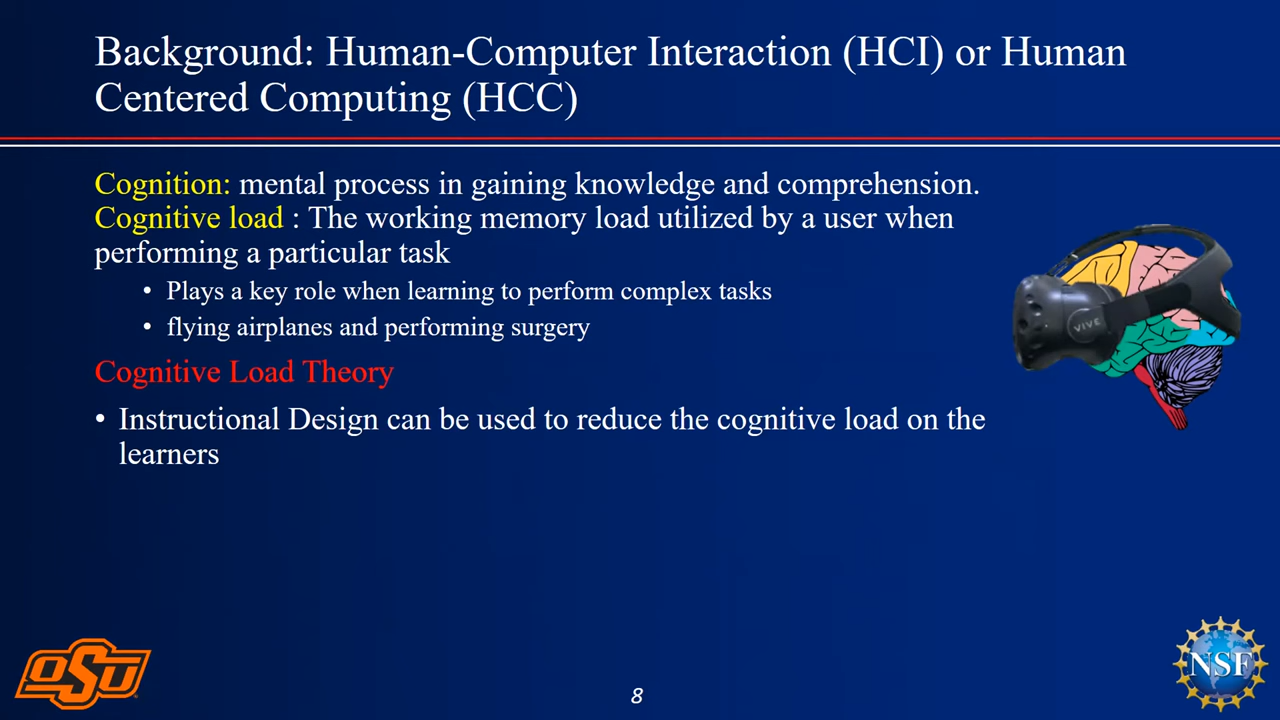 Background: Human-Computer Interaction (HCI) or Human
Centered Computing (HCC)
Cognition: mental process in gaining knowledge and comprehension.
Cognitive load : The working memory load utilized by a user when
performing a particular task
• Plays a key role when learning to perform complex tasks
• flying airplanes and performing surgery
Cognitive Load Theory
• Instructional Design can be used to reduce the cognitive load on the
learners
VIVE
OSU
8
NSF